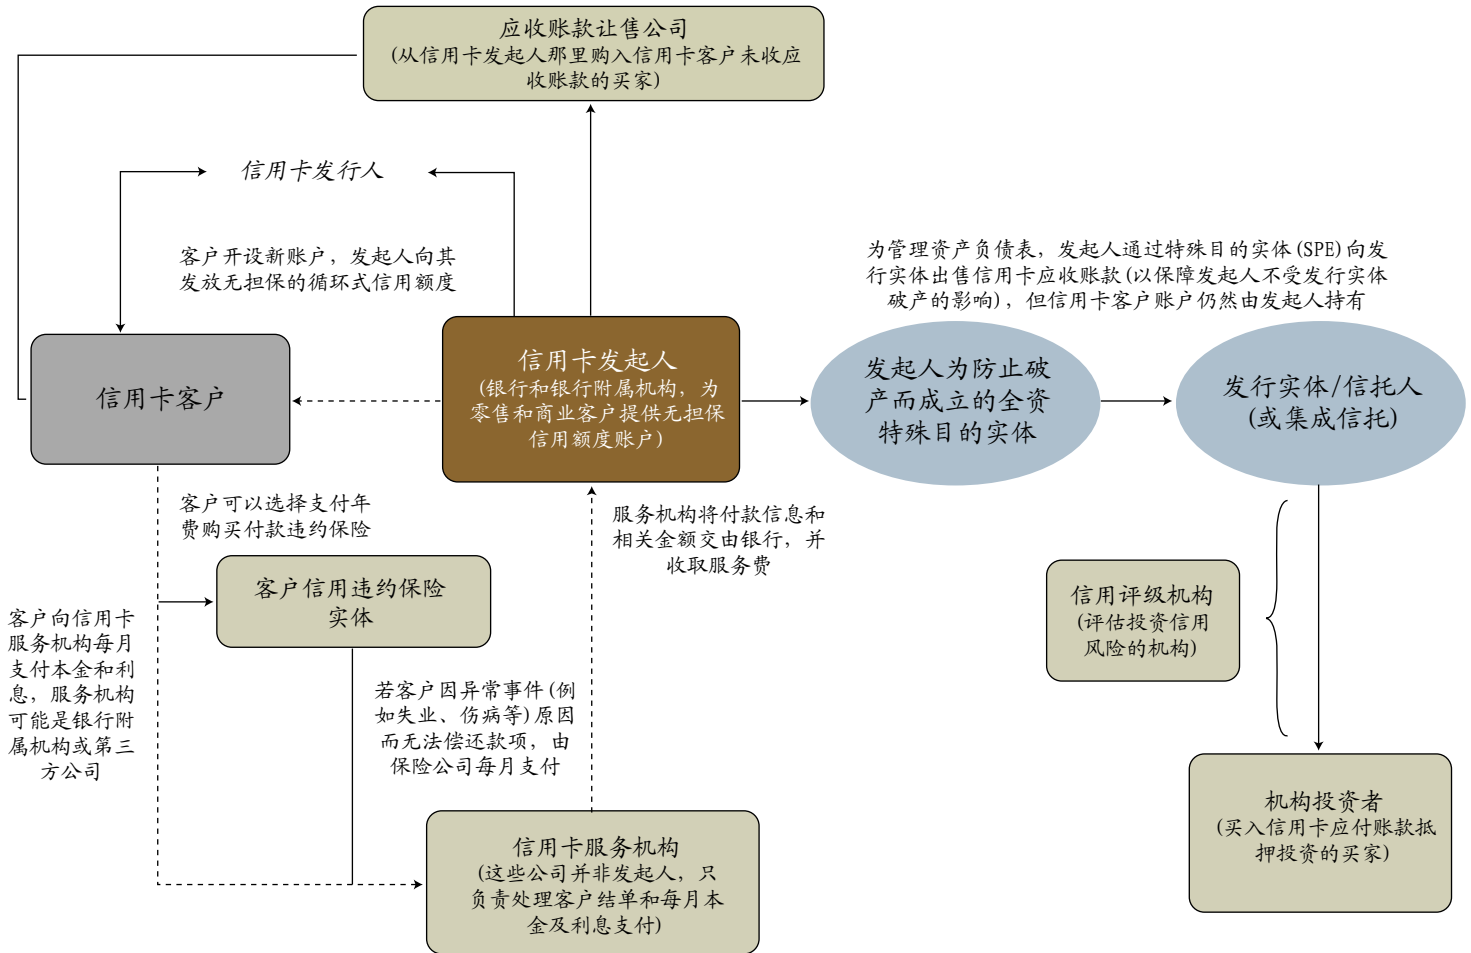 应收账款让售公司
(从信用卡发起人那里购入信用卡客户未收应
收账款的买家)
信用卡发行人
客户开设新账户，发起人向其
发放无担保的循环式信用额度
为管理资产负债表，发起人通过特殊目的实体(SPE)向发
行实体出售信用卡应收账款(以保障发起人不受发行实体
破产的影响)，但信用卡客户账户仍然由发起人持有
信用卡客户
信用卡发起人
(银行和银行附属机构，为
零售和商业客户提供无担保
信用额度账户)
发起人为防止破
产而成立的全资
特殊目的实体
发行实体/信托人
(或集成信托)
客户可以选择支付年
费购买付款违约保险
服务机构将付款信息和
相关金额交由银行，并
收取服务费
客户信用违约保险
实体
信用评级机构
(评估投资信用
风险的机构)
客户向信用卡
服务机构每月
支付本金和利
息，服务机构
可能是银行附
属机构或第三
方公司
若客户因异常事件(例
如失业、伤病等)原因
而无法偿还款项，由
保险公司每月支付
机构投资者
(买入信用卡应付账款抵
押投资的买家)
信用卡服务机构
(这些公司并非发起人，只
负责处理客户结单和每月本
金及利息支付)